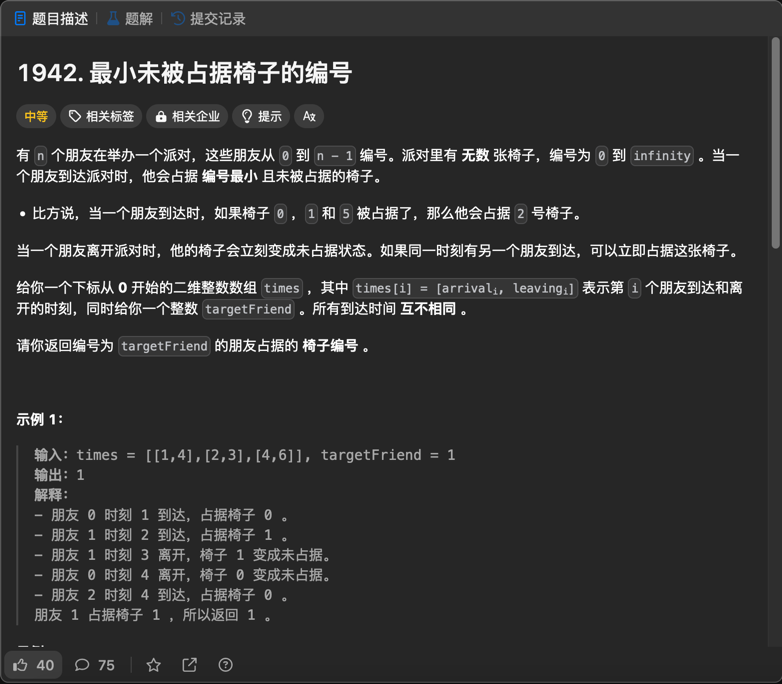 题目描述 题解 提交记录
1942. 最小未被占据椅子的编号
中等 相关标签 相关企业 提示
有 n 个朋友在举办一个派对，这些朋友从 0 到 n - 1 编号。派对里有 无数 张椅子，编号为 0 到 infinity 。当一
个朋友到达派对时，他会占据 编号最小 且未被占据的椅子。
• 比方说，当一个朋友到达时，如果椅子 0 ，1 和 5 被占据了，那么他会占据 2 号椅子。
当一个朋友离开派对时，他的椅子会立刻变成未占据状态。如果同一时刻有另一个朋友到达，可以立即占据这张椅子。
给你一个下标从 0 开始的二维整数数组 times ，其中 times[i] = [arrivali, leavingi] 表示第 i 个朋友到达和离
开的时刻，同时给你一个整数 targetFriend 。所有到达时间 互不相同 。
请你返回编号为 targetFriend 的朋友占据的 椅子编号 。
示例 1：
输入：times = [[1,4],[2,3],[4,6]], targetFriend = 1
输出：1
解释：
- 朋友 0 时刻 1 到达，占据椅子 0 。
- 朋友 1 时刻 2 到达，占据椅子 1 。
- 朋友 1 时刻 3 离开，椅子 1 变成未占据。
- 朋友 0 时刻 4 离开，椅子 0 变成未占据。
- 朋友 2 时刻 4 到达，占据椅子 0 。
朋友 1 占据椅子 1 ，所以返回 1 。
40 75